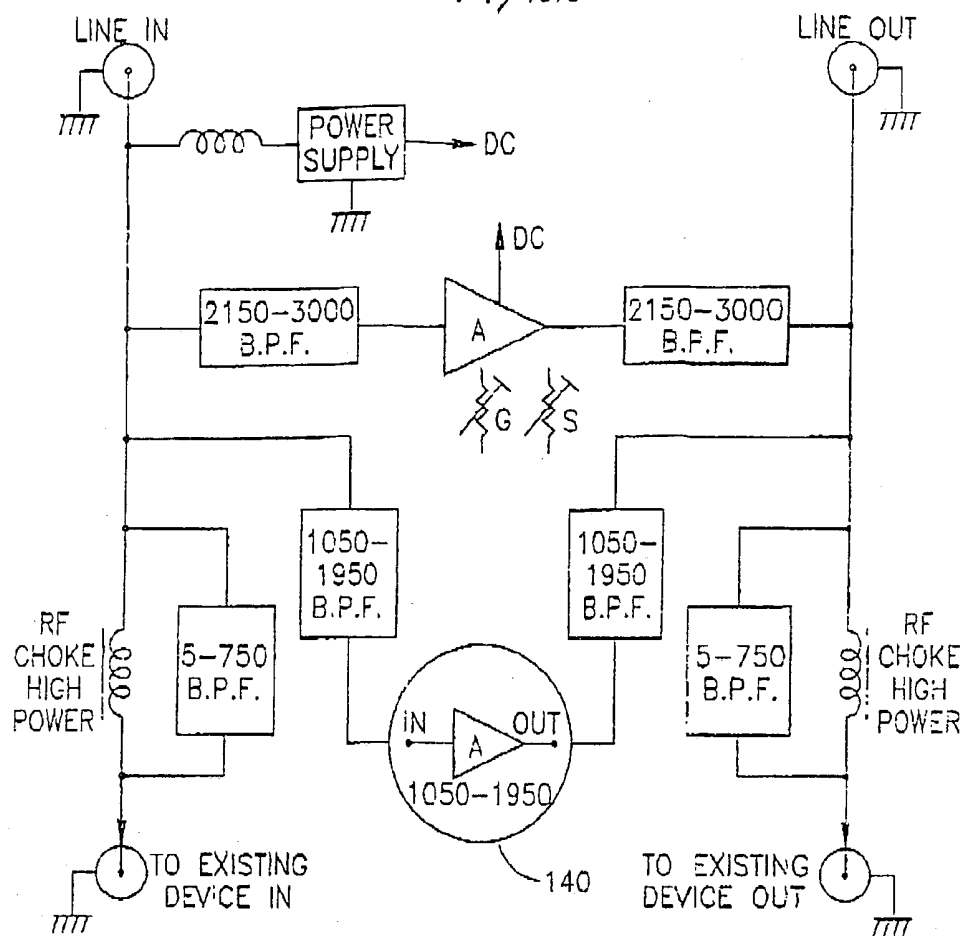 LINE IN
LINE OUT
POWER
SUPPLY
DC
DC
2150-3000
B.P.F.
A
2150-3000
B.P.F.
G
S
1050-
1950
B.P.F.
1050-
1950
B.P.F.
RF
CHOKE
HIGH
POWER
5-750
B.P.F.
5-750
B.P.F.
RF
CHOKE
HIGH
POWER
IN
A
OUT
1050-1950
140
TO EXISTING
DEVICE IN
TO EXISTING
DEVICE OUT